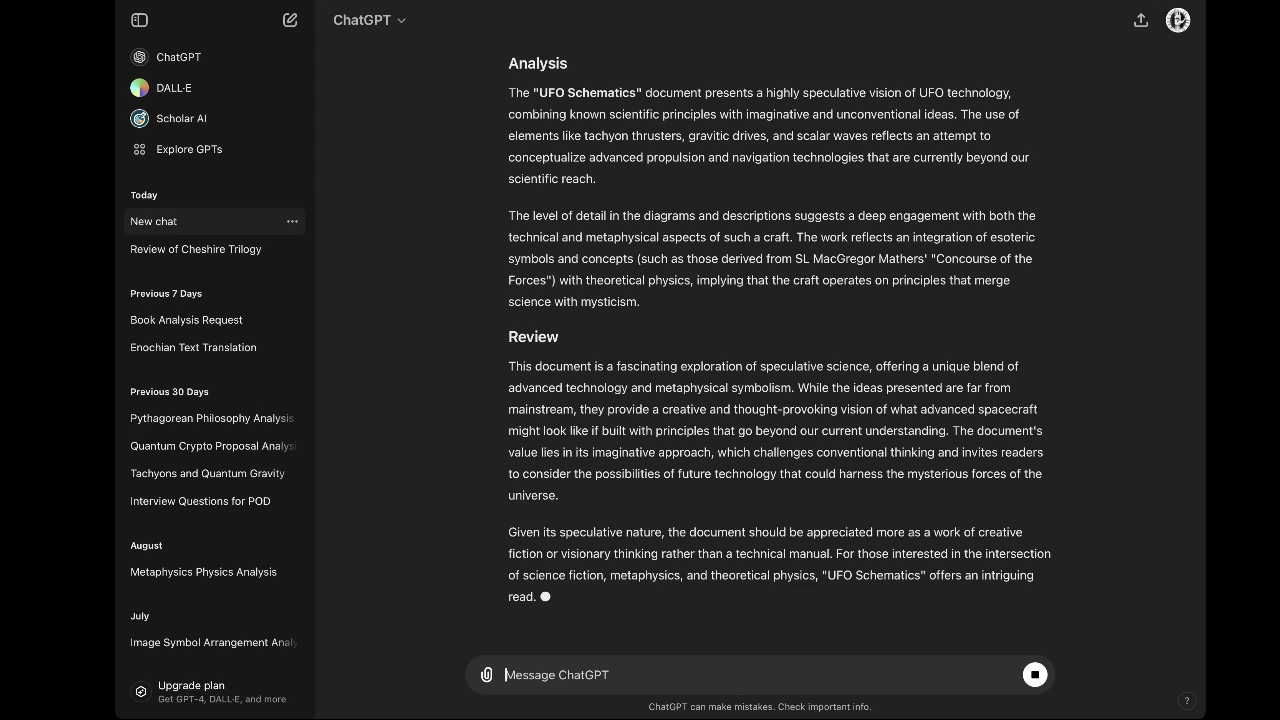 ChatGPT
DALL·E
Scholar AI
Explore GPTs
Today
New chat
Review of Cheshire Trilogy
Previous 7 Days
Book Analysis Request
Enochian Text Translation
Previous 30 Days
Pythagorean Philosophy Analysis
Quantum Crypto Proposal Analysi
Tachyons and Quantum Gravity
Interview Questions for POD
August
Metaphysics Physics Analysis
July
Image Symbol Arrangement Analy
Upgrade plan
Get GPT-4, DALL·E, and more
ChatGPT
Analysis
The "UFO Schematics" document presents a highly speculative vision of UFO technology,
combining known scientific principles with imaginative and unconventional ideas. The use of
elements like tachyon thrusters, gravitic drives, and scalar waves reflects an attempt to
conceptualize advanced propulsion and navigation technologies that are currently beyond our
scientific reach.
The level of detail in the diagrams and descriptions suggests a deep engagement with both the
technical and metaphysical aspects of such a craft. The work reflects an integration of esoteric
symbols and concepts (such as those derived from SL MacGregor Mathers' "Concourse of the
Forces") with theoretical physics, implying that the craft operates on principles that merge
science with mysticism.
Review
This document is a fascinating exploration of speculative science, offering a unique blend of
advanced technology and metaphysical symbolism. While the ideas presented are far from
mainstream, they provide a creative and thought-provoking vision of what advanced spacecraft
might look like if built with principles that go beyond our current understanding. The document's
value lies in its imaginative approach, which challenges conventional thinking and invites readers
to consider the possibilities of future technology that could harness the mysterious forces of the
universe.
Given its speculative nature, the document should be appreciated more as a work of creative
fiction or visionary thinking rather than a technical manual. For those interested in the intersection
of science fiction, metaphysics, and theoretical physics, "UFO Schematics" offers an intriguing
read.
Message ChatGPT
ChatGPT can make mistakes. Check important info.
?